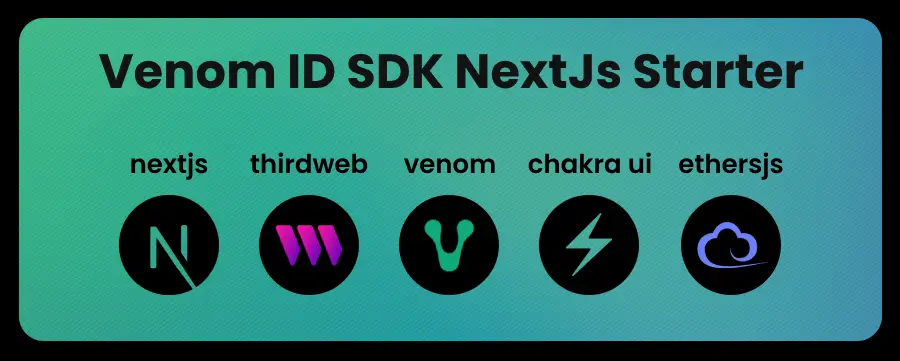 Venom ID SDK NextJs Starter
nextjs thirdweb venom chakra ui ethersjs